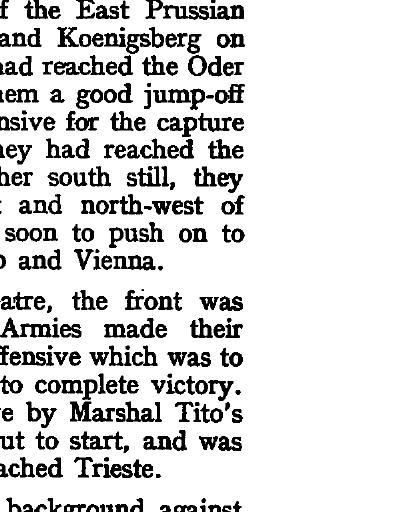 f the East Prussian
and Koenigsberg on
had reached the Oder
hem a good jump-off
nsive for the capture
hey had reached the
her south still, they
and north-west of
soon to push on to
and Vienna.
atre, the front was
Armies made their
ffensive which was to
to complete victory.
e by Marshal Tito's
ut to start, and was
ached Trieste.
background against